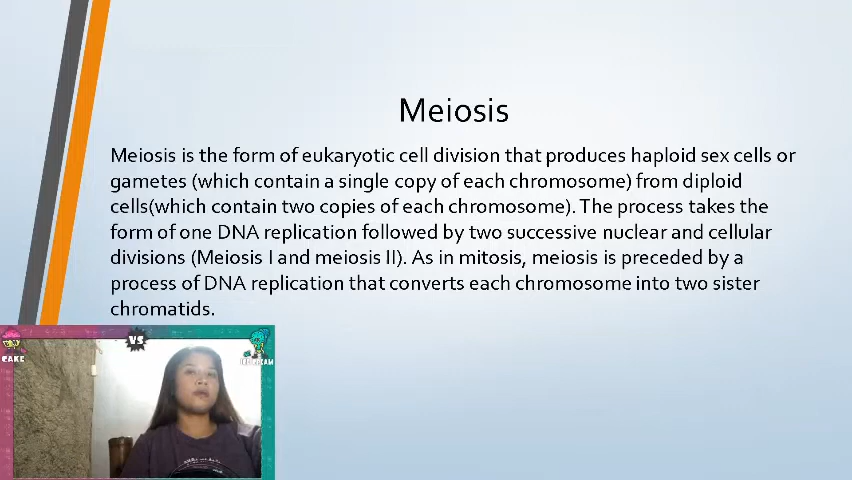 Meiosis
Meiosis is the form of eukaryotic cell division that produces haploid sex cells or
gametes (which contain a single copy of each chromosome) from diploid
cells(which contain two copies of each chromosome). The process takes the
form of one DNA replication followed by two successive nuclear and cellular
divisions (Meiosis I and meiosis II). As in mitosis, meiosis is preceded by a
process of DNA replication that converts each chromosome into two sister
chromatids.
VS
CAKE